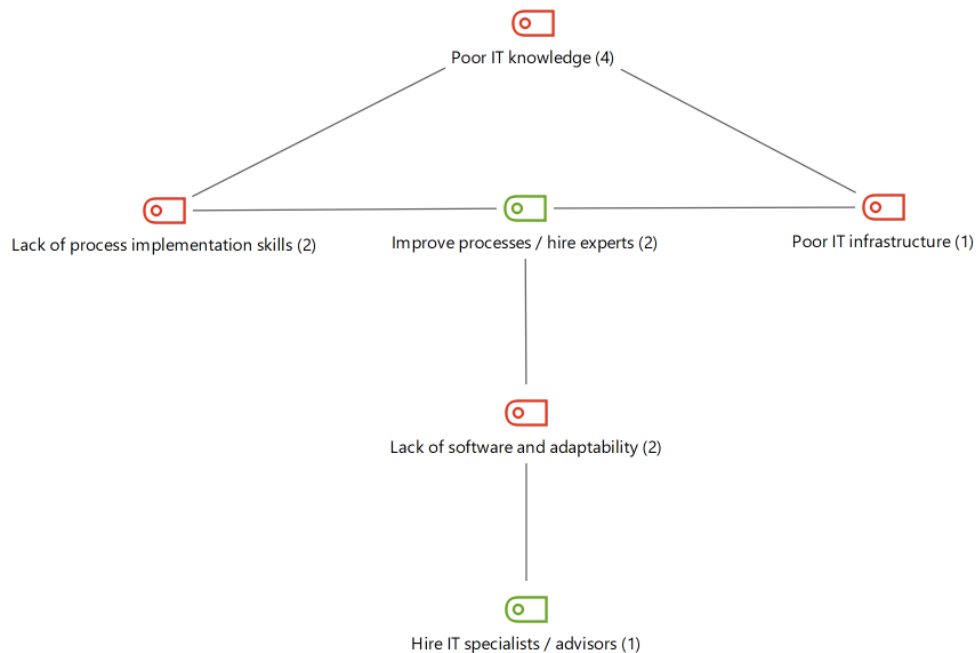 Poor IT knowledge (4)
Lack of process implementation skills (2)
Improve processes / hire experts (2)
Poor IT infrastructure (1)
Lack of software and adaptability (2)
Hire IT specialists / advisors (1)